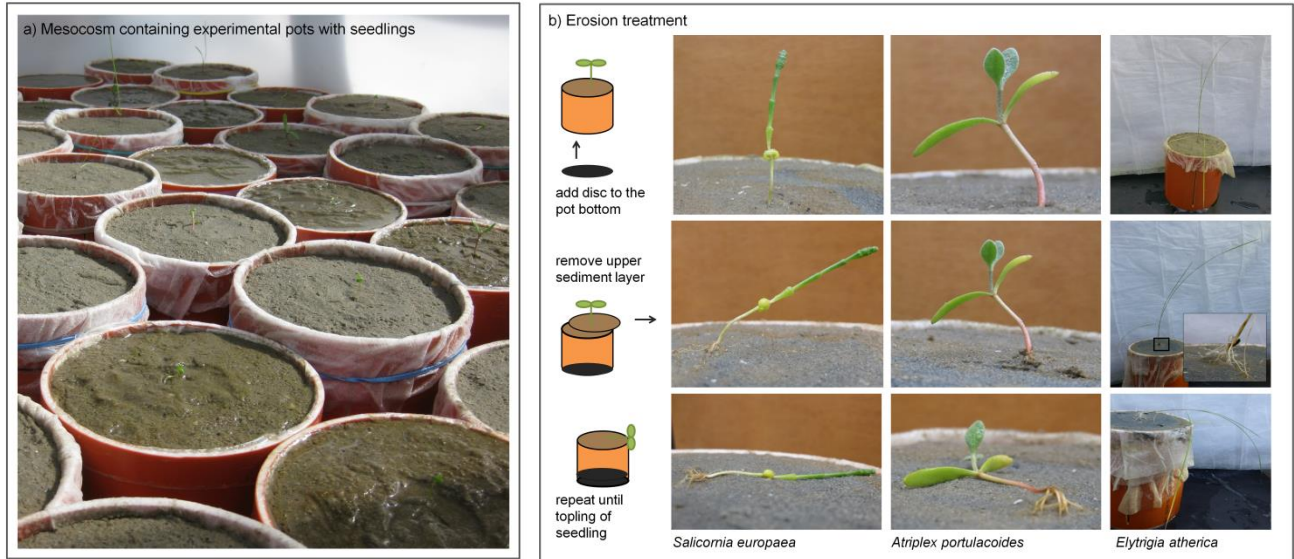 a) Mesocosm containing experimental pots with seedlings
b) Erosion treatment
add disc to the
pot bottom
remove upper
sediment layer
repeat until
topling of
seedling
Salicornia europaea
Atriplex portulacoides
Elytrigia atherica